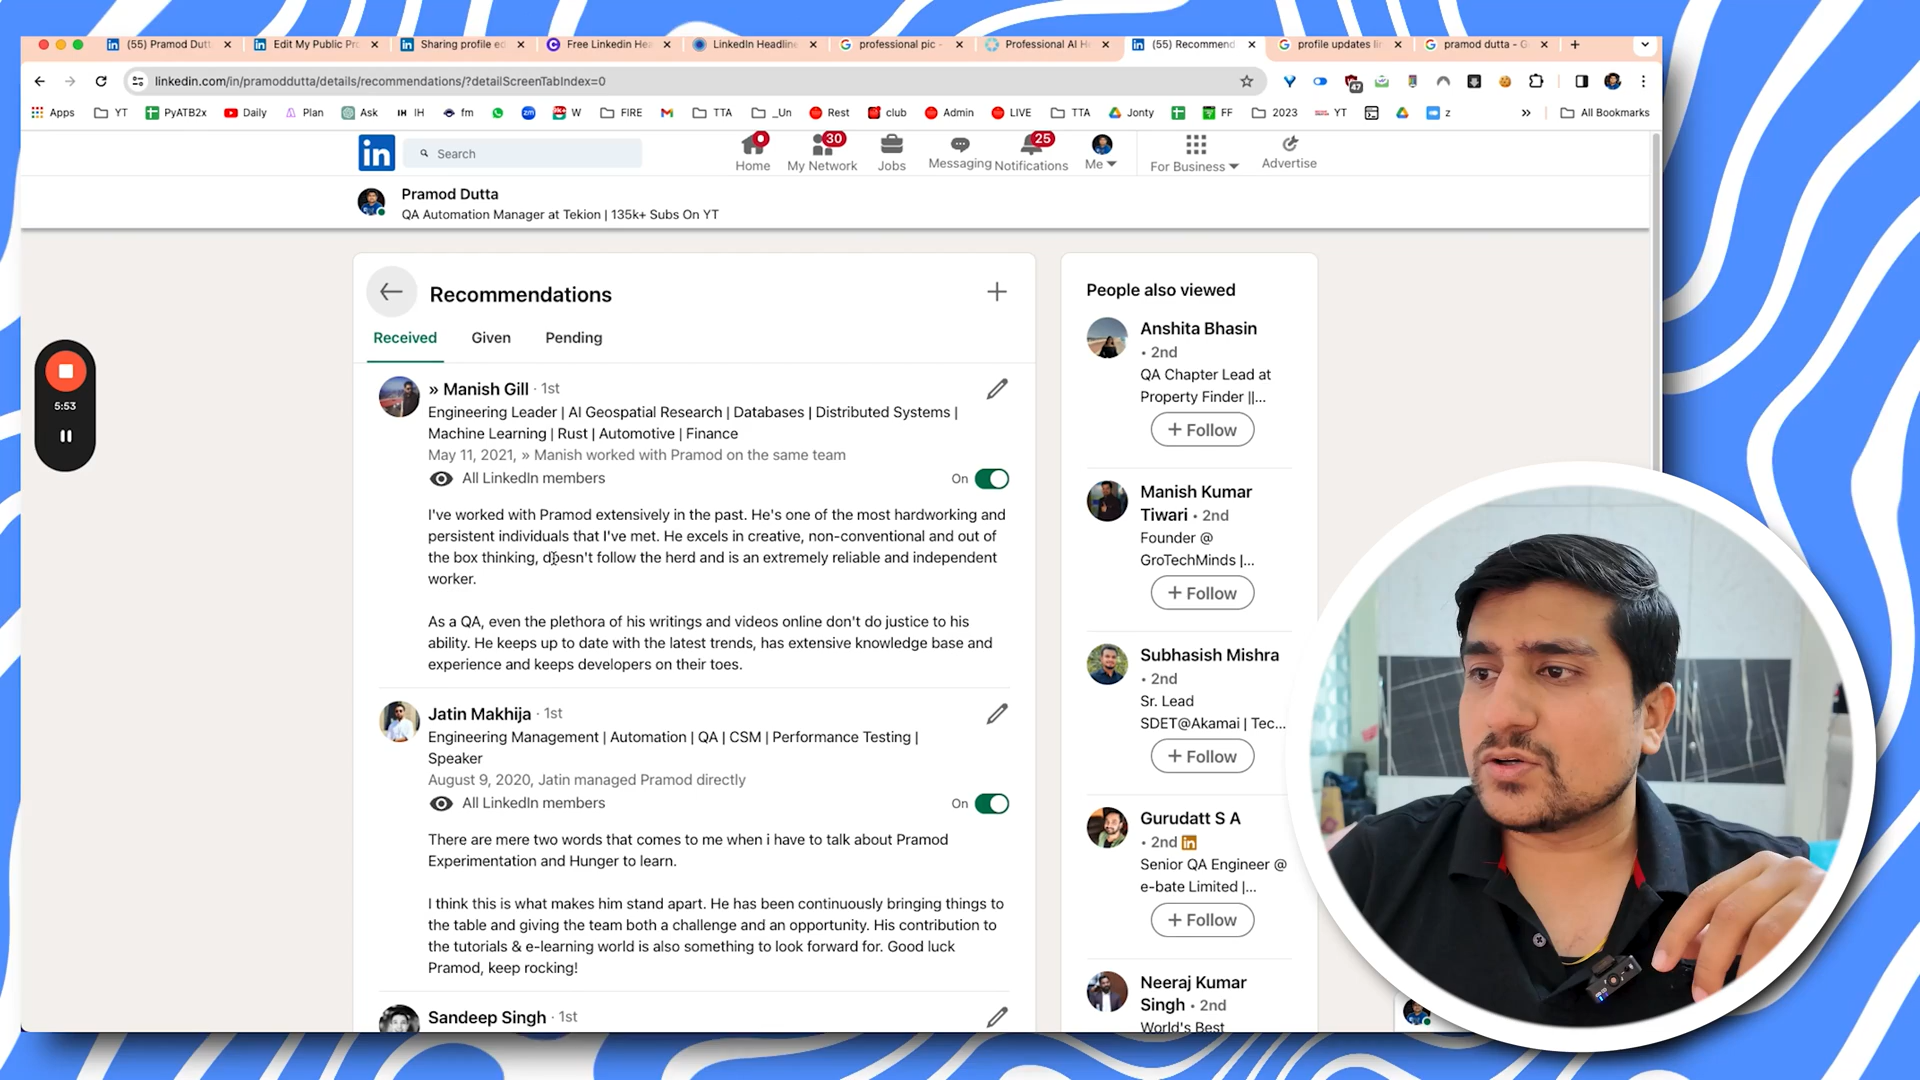 (55) Pramod Dutt
Edit My Public Pro
Sharing profile ed
Free Linkedin Hea
LinkedIn Headline
professional pic -
Professional AI H
(55) Recommend
profile updates lin
pramod dutta - G
linkedin.com/in/pramoddutta/details/recommendations/?detailScreenTabIndex=0
47
Apps
YT
PyATB2x
Daily
Plan
Ask
IH IH
fm
zm
W
FIRE
TTA
_Un
Rest
club
Admin
LIVE
TTA
Jonty
FF
2023
YT
z
»
All Bookmarks
in
Search
Home
30
My Network
Jobs
Messaging
25
Notifications
Me
For Business
Advertise
Pramod Dutta
QA Automation Manager at Tekion | 135k+ Subs On YT
Recommendations
Received
Given
Pending
» Manish Gill · 1st
Engineering Leader | AI Geospatial Research | Databases | Distributed Systems |
Machine Learning | Rust | Automotive | Finance
May 11, 2021, » Manish worked with Pramod on the same team
All LinkedIn members
On
I've worked with Pramod extensively in the past. He's one of the most hardworking and
persistent individuals that I've met. He excels in creative, non-conventional and out of
the box thinking, doesn't follow the herd and is an extremely reliable and independent
worker.
As a QA, even the plethora of his writings and videos online don't do justice to his
ability. He keeps up to date with the latest trends, has extensive knowledge base and
experience and keeps developers on their toes.
Jatin Makhija · 1st
Engineering Management | Automation | QA | CSM | Performance Testing |
Speaker
August 9, 2020, Jatin managed Pramod directly
All LinkedIn members
On
There are mere two words that comes to me when i have to talk about Pramod
Experimentation and Hunger to learn.
I think this is what makes him stand apart. He has been continuously bringing things to
the table and giving the team both a challenge and an opportunity. His contribution to
the tutorials & e-learning world is also something to look forward for. Good luck
Pramod, keep rocking!
Sandeep Singh · 1st
People also viewed
Anshita Bhasin
• 2nd
QA Chapter Lead at
Property Finder ||...
+ Follow
Manish Kumar
Tiwari • 2nd
Founder @
GroTechMinds |...
+ Follow
Subhasish Mishra
• 2nd
Sr. Lead
SDET@Akamai | Tec...
+ Follow
Gurudatt S A
• 2nd in
Senior QA Engineer @
e-bate Limited |...
+ Follow
Neeraj Kumar
Singh • 2nd
World's Best
5:53